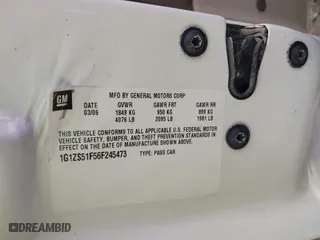 GM
MFD BY GENERAL MOTORS CORP
DATE GVWR GAWR FRT GAWR RR
03/06 1849 KG 950 KG 899 KG
4076 LB 2095 LB 1981 LB
THIS VEHICLE CONFORMS TO ALL APPLICABLE U.S. FEDERAL MOTOR
VEHICLE SAFETY, BUMPER, AND THEFT PREVENTION STANDARDS IN
EFFECT ON THE DATE OF MANUFACTURE SHOWN ABOVE.
1G1ZS51F56F245473 TYPE: PASS CAR
DREAMBID